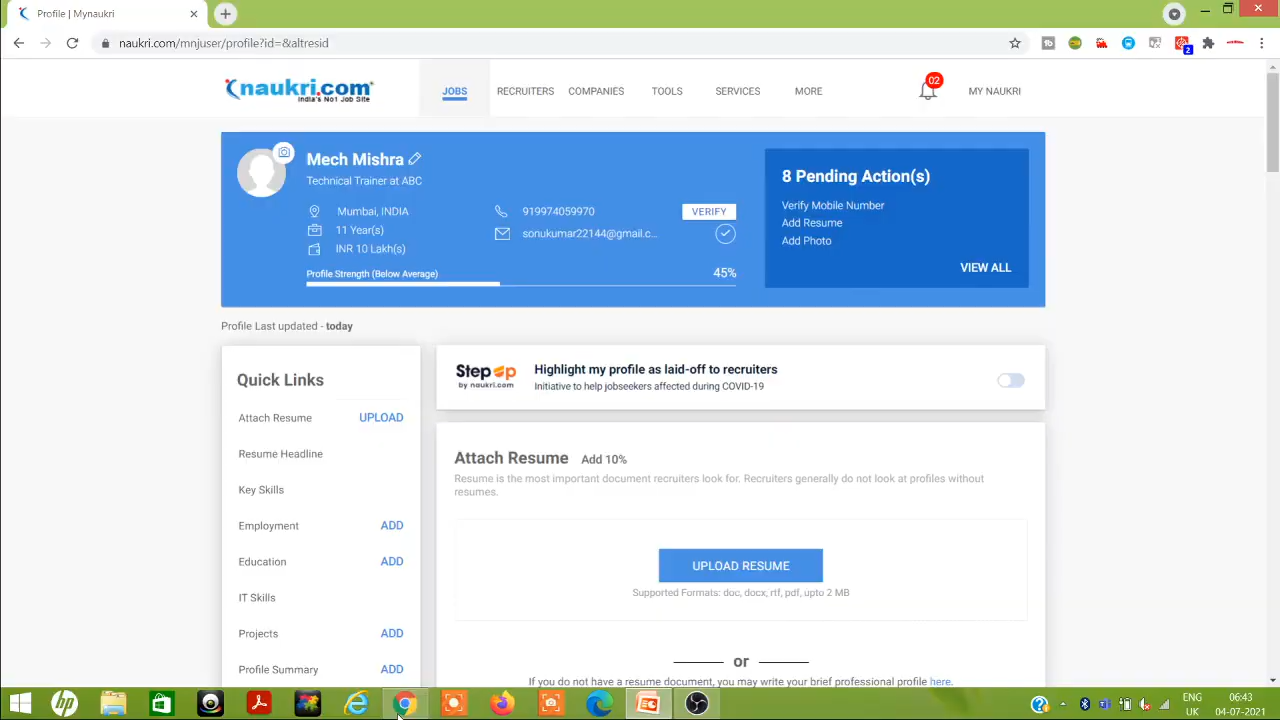 Profile | Mynaukri
naukri.com/mnjuser/profile?id=&altresid
2
naukri.com
India's No1 Job Site
JOBS RECRUITERS COMPANIES TOOLS SERVICES MORE 02 MY NAUKRI
Mech Mishra
Technical Trainer at ABC
Mumbai, INDIA
11 Year(s)
INR 10 Lakh(s)
919974059970 VERIFY
sonukumar22144@gmail.c...
Profile Strength (Below Average) 45%
8 Pending Action(s)
Verify Mobile Number
Add Resume
Add Photo
VIEW ALL
Profile Last updated - today
Quick Links
Attach Resume UPLOAD
Resume Headline
Key Skills
Employment ADD
Education ADD
IT Skills
Projects ADD
Profile Summary ADD
StepUp
by naukri.com
Highlight my profile as laid-off to recruiters
Initiative to help jobseekers affected during COVID-19
Attach Resume Add 10%
Resume is the most important document recruiters look for. Recruiters generally do not look at profiles without
resumes.
UPLOAD RESUME
Supported Formats: doc, docx, rtf, pdf, upto 2 MB
or
If you do not have a resume document, you may write your brief professional profile here.
hp
ENG 06:43
UK 04-07-2021